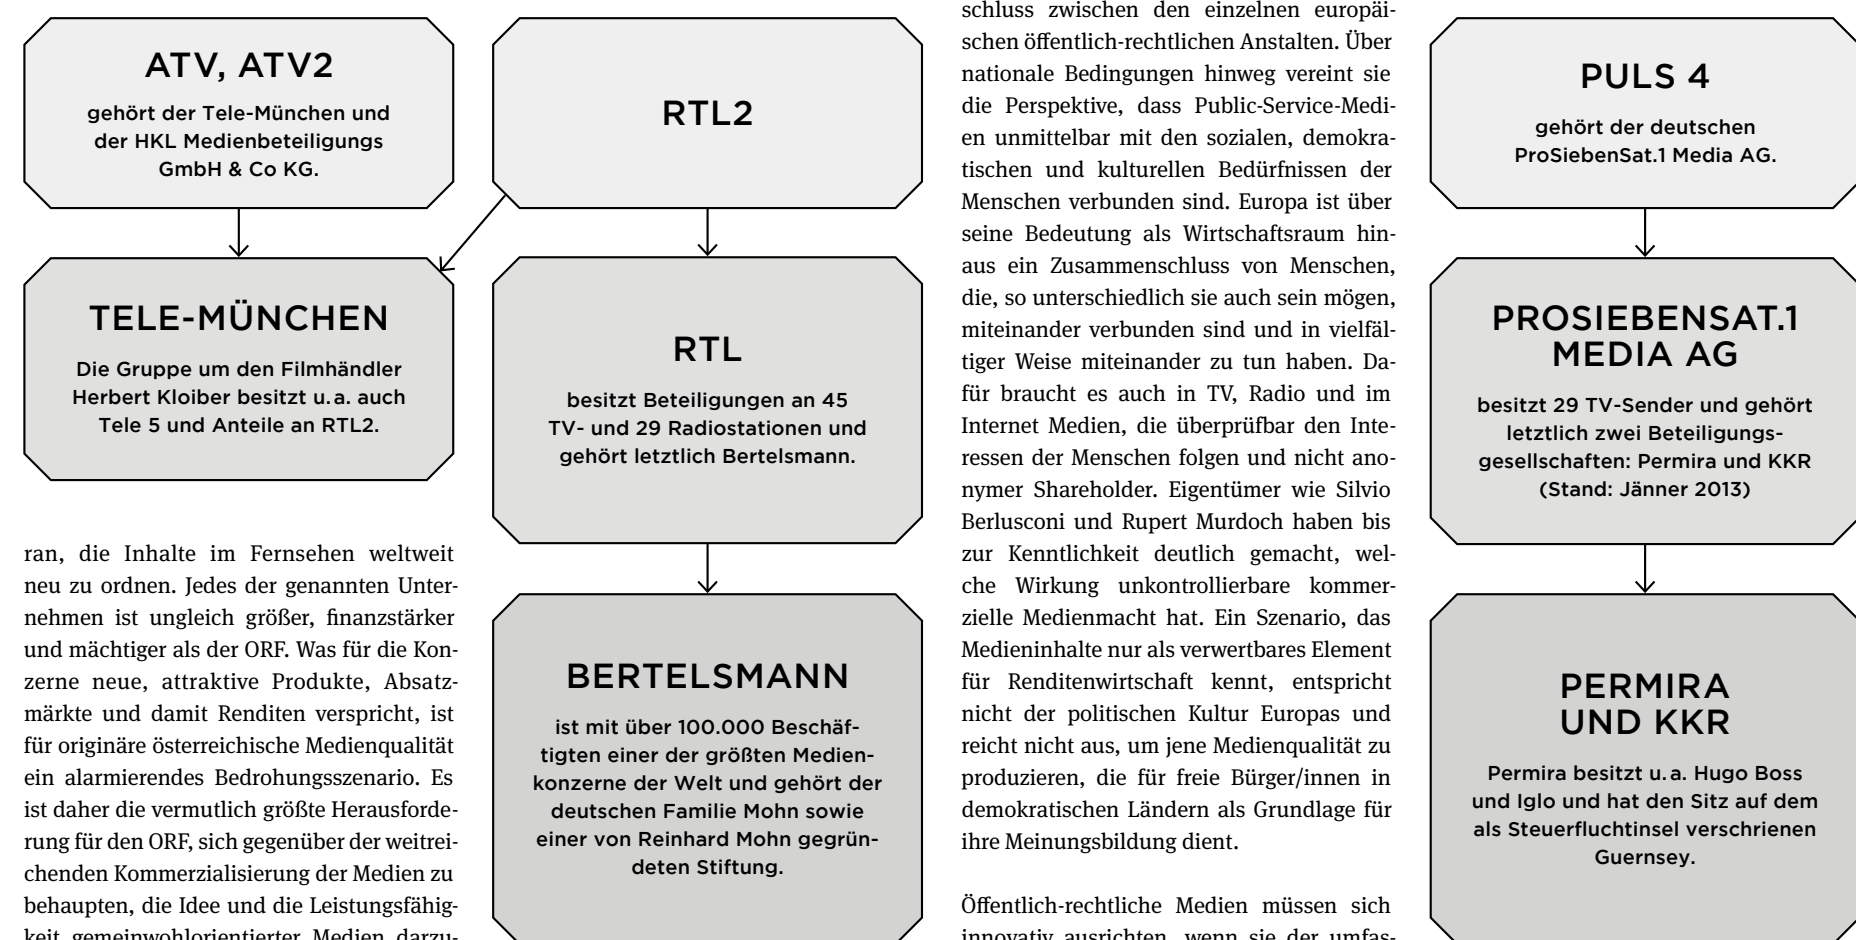 ATV, ATV2
gehört der Tele-München und
der HKL Medienbeteiligungs
GmbH & Co KG.
TELE-MÜNCHEN
Die Gruppe um den Filmhändler
Herbert Kloiber besitzt u. a. auch
Tele 5 und Anteile an RTL2.
ran, die Inhalte im Fernsehen weltweit
neu zu ordnen. Jedes der genannten Unter-
nehmen ist ungleich größer, finanzstärker
und mächtiger als der ORF. Was für die Kon-
zerne neue, attraktive Produkte, Absatz-
märkte und damit Renditen verspricht, ist
für originäre österreichische Medienqualität
ein alarmierendes Bedrohungsszenario. Es
ist daher die vermutlich größte Herausforde-
rung für den ORF, sich gegenüber der weitrei-
chenden Kommerzialisierung der Medien zu
behaupten, die Idee und die Leistungsfähig-
keit gemeinwohlorientierter Medien darzu-
RTL2
RTL
besitzt Beteiligungen an 45
TV- und 29 Radiostationen und
gehört letztlich Bertelsmann.
BERTELSMANN
ist mit über 100.000 Beschäf-
tigten einer der größten Medien-
konzerne der Welt und gehört der
deutschen Familie Mohn sowie
einer von Reinhard Mohn gegrün-
deten Stiftung.
schluss zwischen den einzelnen europäi-
schen öffentlich-rechtlichen Anstalten. Über
nationale Bedingungen hinweg vereint sie
die Perspektive, dass Public-Service-Medi-
en unmittelbar mit den sozialen, demokra-
tischen und kulturellen Bedürfnissen der
Menschen verbunden sind. Europa ist über
seine Bedeutung als Wirtschaftsraum hin-
aus ein Zusammenschluss von Menschen,
die, so unterschiedlich sie auch sein mögen,
miteinander verbunden sind und in vielfäl-
tiger Weise miteinander zu tun haben. Da-
für braucht es auch in TV, Radio und im
Internet Medien, die überprüfbar den Inte-
ressen der Menschen folgen und nicht ano-
nymer Shareholder. Eigentümer wie Silvio
Berlusconi und Rupert Murdoch haben bis
zur Kenntlichkeit deutlich gemacht, wel-
che Wirkung unkontrollierbare kommer-
zielle Medienmacht hat. Ein Szenario, das
Medieninhalte nur als verwertbares Element
für Renditenwirtschaft kennt, entspricht
nicht der politischen Kultur Europas und
reicht nicht aus, um jene Medienqualität zu
produzieren, die für freie Bürger/innen in
demokratischen Ländern als Grundlage für
ihre Meinungsbildung dient.
Öffentlich-rechtliche Medien müssen sich
innovativ ausrichten, wenn sie der umfas-
PULS 4
gehört der deutschen
ProSiebenSat.1 Media AG.
PROSIEBENSAT.1
MEDIA AG
besitzt 29 TV-Sender und gehört
letztlich zwei Beteiligungs-
gesellschaften: Permira und KKR
(Stand: Jänner 2013)
PERMIRA
UND KKR
Permira besitzt u. a. Hugo Boss
und Iglo und hat den Sitz auf dem
als Steuerfluchtinsel verschrienen
Guernsey.